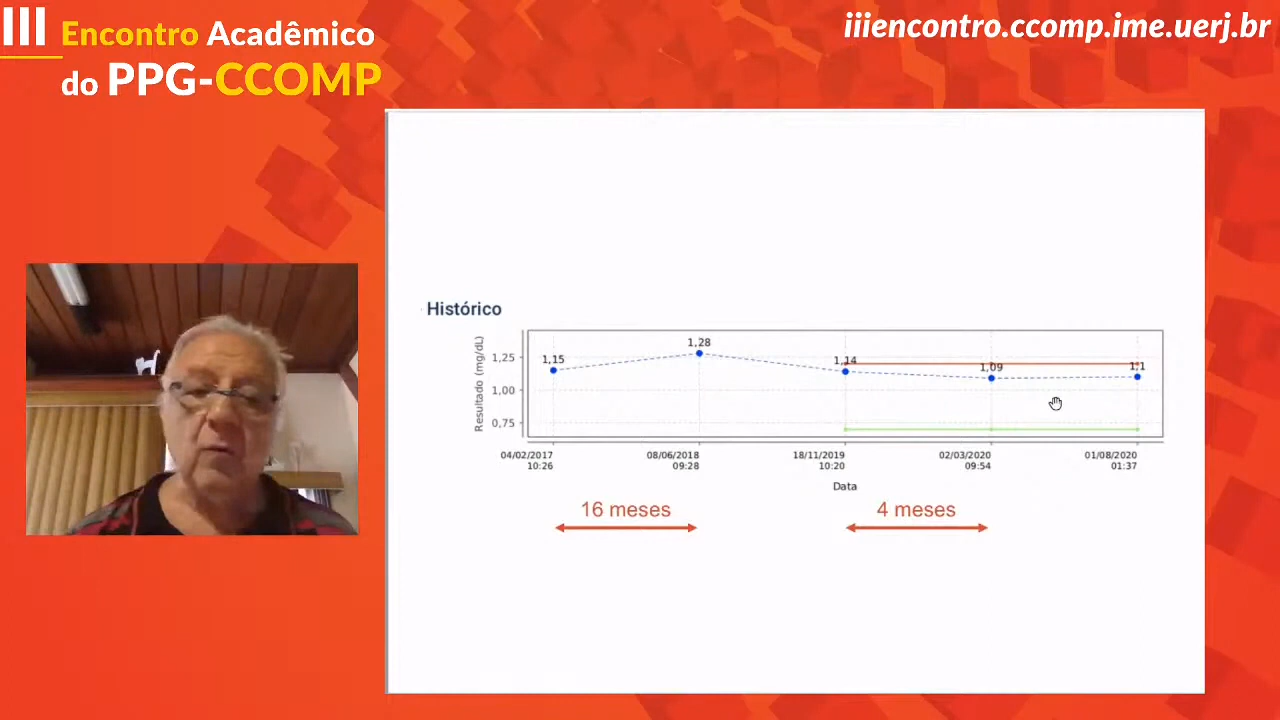 III Encontro Acadêmico
do PPG-CCOMP
iiiencontro.ccomp.ime.uerj.br
Histórico
Resultado (mg/dL)
1,25
1,00
0,75
1,15
1,28
1,14
1,09
1,1
04/02/2017
10:26
08/06/2018
09:28
18/11/2019
10:20
02/03/2020
09:54
01/08/2020
01:37
Data
16 meses
4 meses